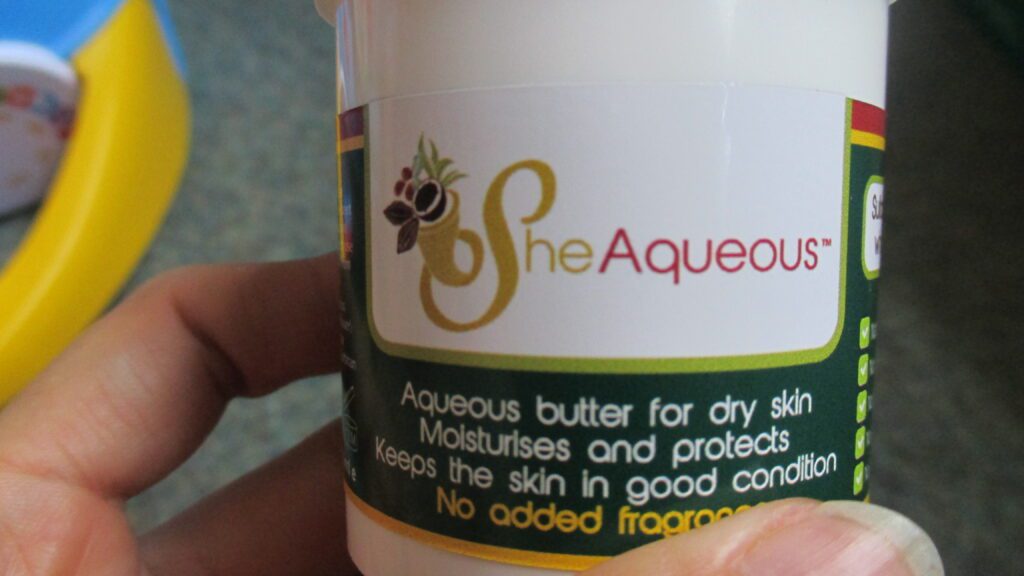 SheAqueous™
Aqueous butter for dry skin
Moisturises and protects
Keeps the skin in good condition
No added